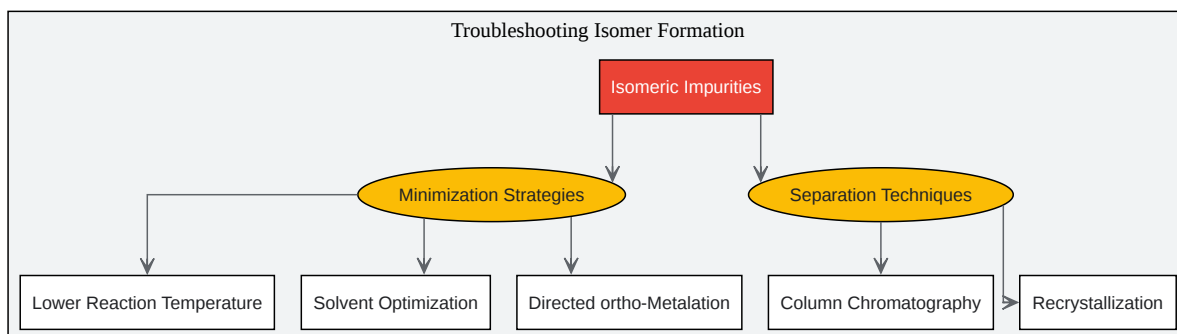 Troubleshooting Isomer Formation
Isomeric Impurities
Minimization Strategies
Separation Techniques
Lower Reaction Temperature
Solvent Optimization
Directed ortho-Metalation
Column Chromatography
Recrystallization